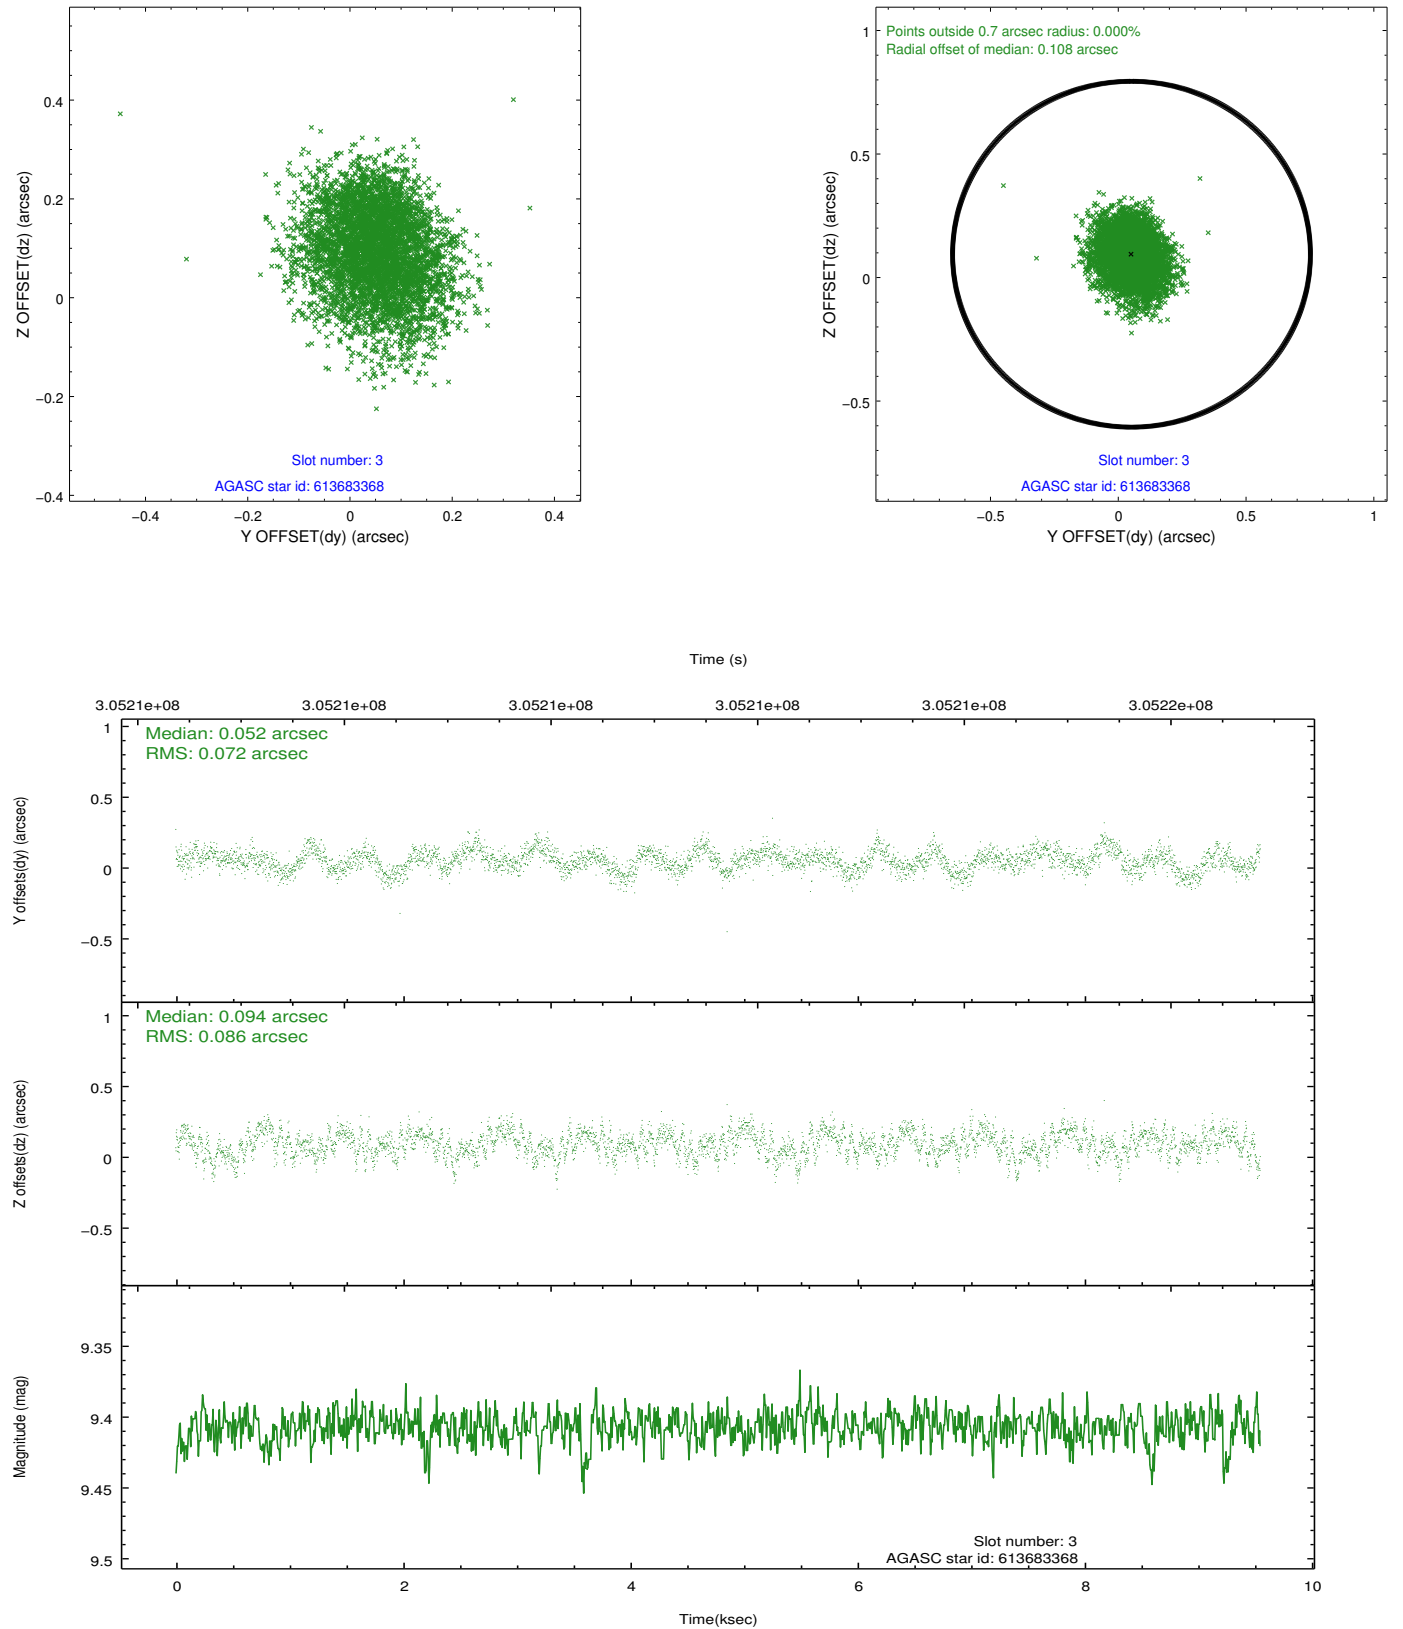 0.4
0.2
0
−0.2
−0.4
Z OFFSET(dz) (arcsec)
Slot number: 3
AGASC star id: 613683368
−0.4 −0.2 0 0.2 0.4
Y OFFSET(dy) (arcsec)
Points outside 0.7 arcsec radius: 0.000%
Radial offset of median: 0.108 arcsec
1
0.5
0
−0.5
Z OFFSET(dz) (arcsec)
Slot number: 3
AGASC star id: 613683368
−0.5 0 0.5 1
Y OFFSET(dy) (arcsec)
Time (s)
3.0521e+08 3.0521e+08 3.0521e+08 3.0521e+08 3.0521e+08 3.0522e+08
Median: 0.052 arcsec
RMS: 0.072 arcsec
1
0.5
0
−0.5
Y offsets(dy) (arcsec)
Median: 0.094 arcsec
RMS: 0.086 arcsec
1
0.5
0
−0.5
Z offsets(dz) (arcsec)
9.35
9.4
9.45
9.5
Magnitude (mag)
Slot number: 3
AGASC star id: 613683368
0 2 4 6 8 10
Time(ksec)